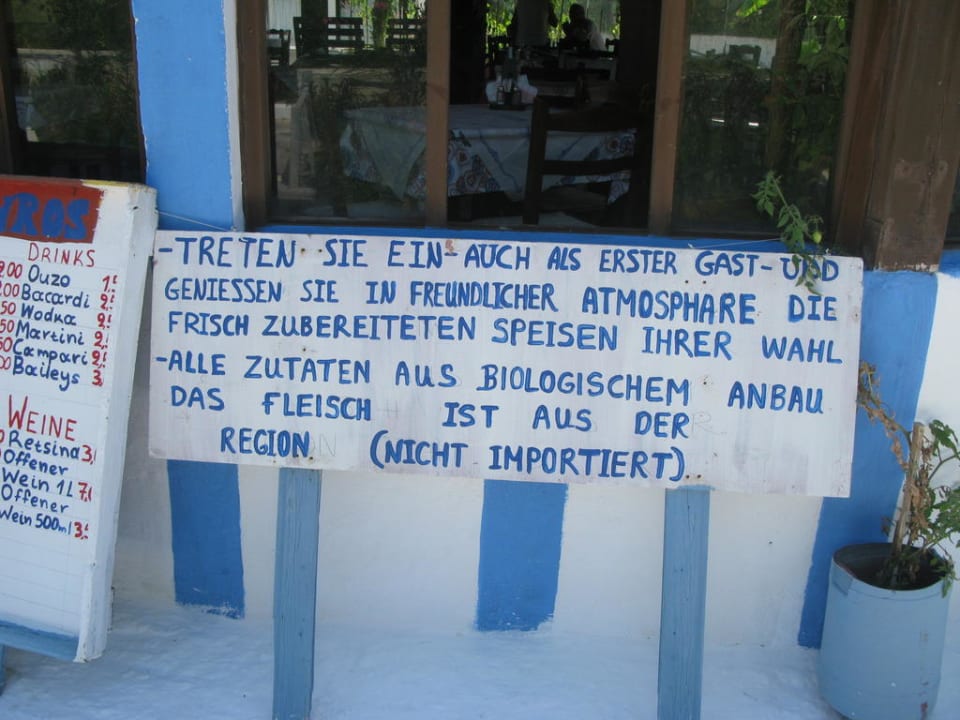 YROS
DRINKS
Ouzo
Baccardi
Wodka
Martini
Campari
Baileys
WEINE
Retsina
Offener
Wein 1L
Offener
Wein 500ml
-TRETEN SIE EIN-AUCH ALS ERSTER GAST-UND
GENIESSEN SIE IN FREUNDLICHER ATMOSPHARE DIE
FRISCH ZUBEREITETEN SPEISEN IHRER WAHL
-ALLE ZUTATEN AUS BIOLOGISCHEM ANBAU
DAS FLEISCH IST AUS DER
REGION (NICHT IMPORTIERT)